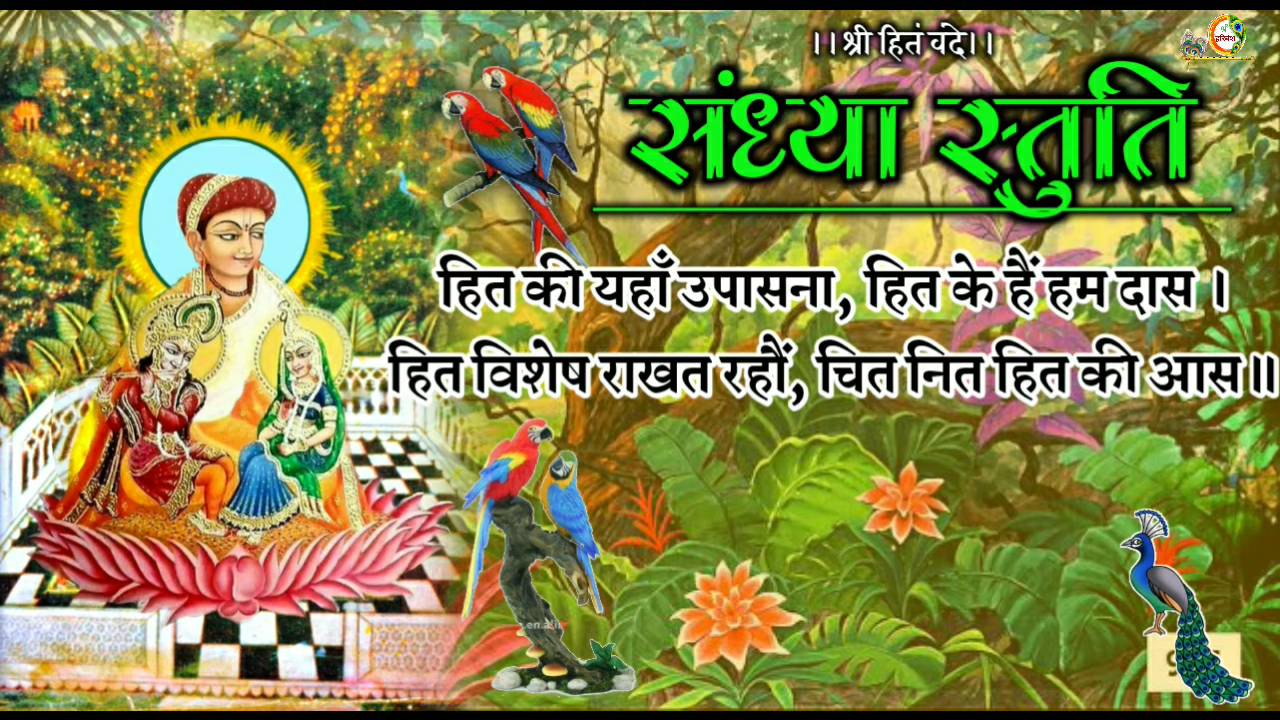 ।।श्री हितं वंदे।।
संध्या स्तुति
हित की यहाँ उपासना, हित के हैं हम दास ।
हित विशेष राखत रहौं, चित नित हित की आस॥